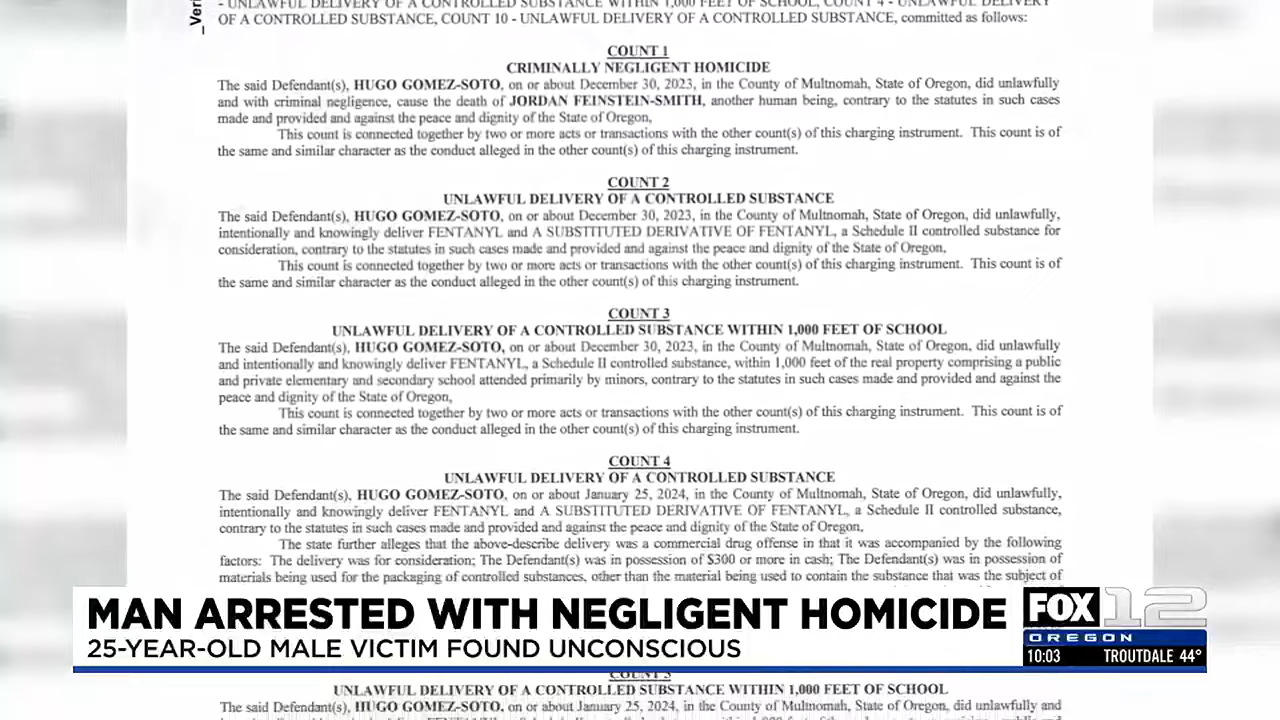 - UNLAWFUL DELIVERY OF A CONTROLLED SUBSTANCE WITHIN 1,000 FEET OF SCHOOL, COUNT 4 - UNLAWFUL DELIVERY
OF A CONTROLLED SUBSTANCE, COUNT 10 - UNLAWFUL DELIVERY OF A CONTROLLED SUBSTANCE, committed as follows:
COUNT 1
CRIMINALLY NEGLIGENT HOMICIDE
The said Defendant(s), HUGO GOMEZ-SOTO, on or about December 30, 2023, in the County of Multnomah, State of Oregon, did unlawfully
and with criminal negligence, cause the death of JORDAN FEINSTEIN-SMITH, another human being, contrary to the statutes in such cases
made and provided and against the peace and dignity of the State of Oregon,
This count is connected together by two or more acts or transactions with the other count(s) of this charging instrument. This count is of
the same and similar character as the conduct alleged in the other count(s) of this charging instrument.
COUNT 2
UNLAWFUL DELIVERY OF A CONTROLLED SUBSTANCE
The said Defendant(s), HUGO GOMEZ-SOTO, on or about December 30, 2023, in the County of Multnomah, State of Oregon, did unlawfully,
intentionally and knowingly deliver FENTANYL and A SUBSTITUTED DERIVATIVE OF FENTANYL, a Schedule II controlled substance for
consideration, contrary to the statutes in such cases made and provided and against the peace and dignity of the State of Oregon,
This count is connected together by two or more acts or transactions with the other count(s) of this charging instrument. This count is of
the same and similar character as the conduct alleged in the other count(s) of this charging instrument.
COUNT 3
UNLAWFUL DELIVERY OF A CONTROLLED SUBSTANCE WITHIN 1,000 FEET OF SCHOOL
The said Defendant(s), HUGO GOMEZ-SOTO, on or about December 30, 2023, in the County of Multnomah, State of Oregon, did unlawfully
and intentionally and knowingly deliver FENTANYL, a Schedule II controlled substance, within 1,000 feet of the real property comprising a public
and private elementary and secondary school attended primarily by minors, contrary to the statutes in such cases made and provided and against the
peace and dignity of the State of Oregon,
This count is connected together by two or more acts or transactions with the other count(s) of this charging instrument. This count is of
the same and similar character as the conduct alleged in the other count(s) of this charging instrument.
COUNT 4
UNLAWFUL DELIVERY OF A CONTROLLED SUBSTANCE
The said Defendant(s), HUGO GOMEZ-SOTO, on or about January 25, 2024, in the County of Multnomah, State of Oregon, did unlawfully,
intentionally and knowingly deliver FENTANYL and A SUBSTITUTED DERIVATIVE OF FENTANYL, a Schedule II controlled substance,
contrary to the statutes in such cases made and provided and against the peace and dignity of the State of Oregon,
The state further alleges that the above-describe delivery was a commercial drug offense in that it was accompanied by the following
factors: The delivery was for consideration; The Defendant(s) was in possession of $300 or more in cash; The Defendant(s) was in possession of
materials being used for the packaging of controlled substances, other than the material being used to contain the substance that was the subject of
MAN ARRESTED WITH NEGLIGENT HOMICIDE
25-YEAR-OLD MALE VICTIM FOUND UNCONSCIOUS
FOX 12
OREGON
10:03 TROUTDALE 44°
COUNT 5
UNLAWFUL DELIVERY OF A CONTROLLED SUBSTANCE WITHIN 1,000 FEET OF SCHOOL
The said Defendant(s), HUGO GOMEZ-SOTO, on or about January 25, 2024, in the County of Multnomah, State of Oregon, did unlawfully and